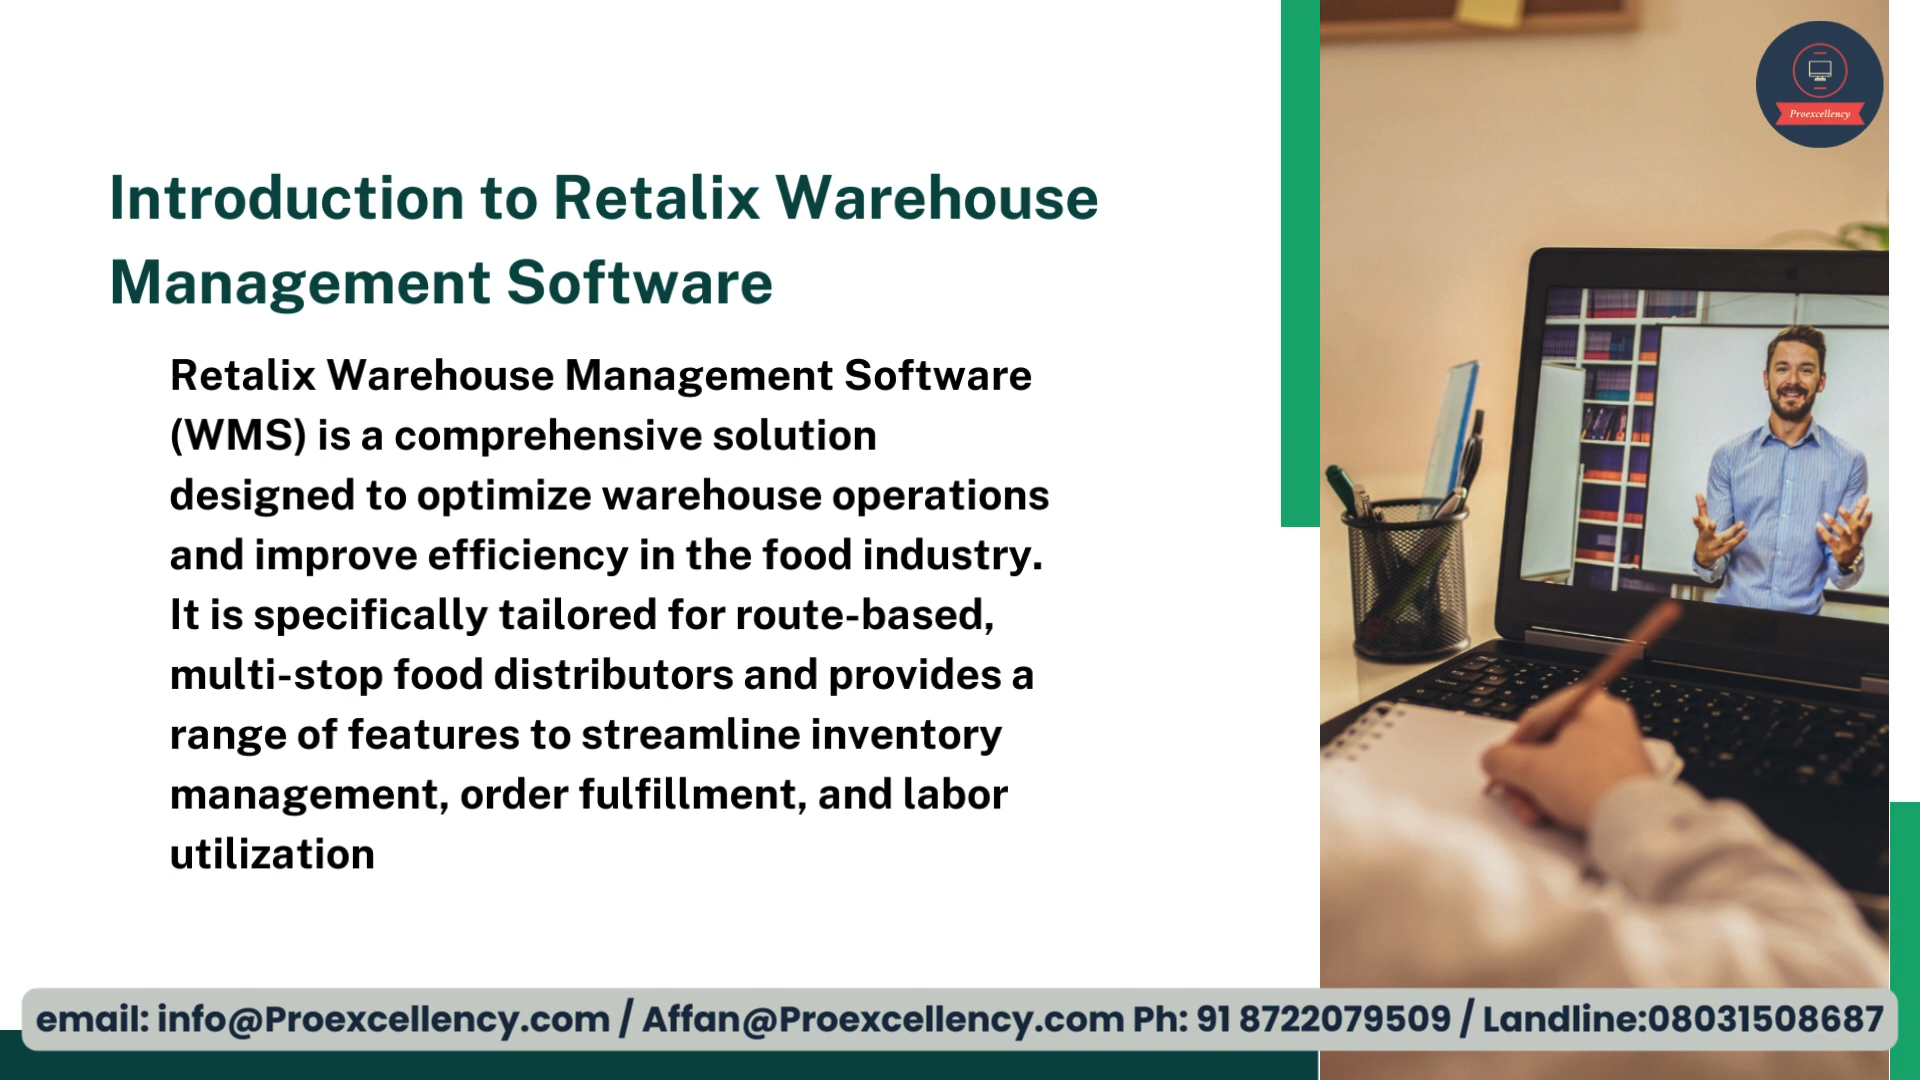 Proexcellency
Introduction to Retalix Warehouse
Management Software
Retalix Warehouse Management Software
(WMS) is a comprehensive solution
designed to optimize warehouse operations
and improve efficiency in the food industry.
It is specifically tailored for route-based,
multi-stop food distributors and provides a
range of features to streamline inventory
management, order fulfillment, and labor
utilization
email: info@Proexcellency.com / Affan@Proexcellency.com Ph: 91 8722079509 / Landline:08031508687